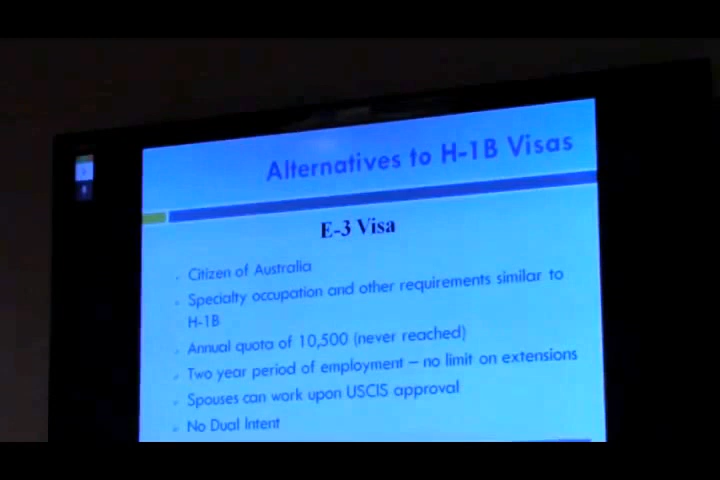 Alternatives to H-1B Visas
E-3 Visa
Citizen of Australia
Specialty occupation and other requirements similar to
H-1B
Annual quota of 10,500 (never reached)
Two year period of employment – no limit on extensions
Spouses can work upon USCIS approval
No Dual Intent